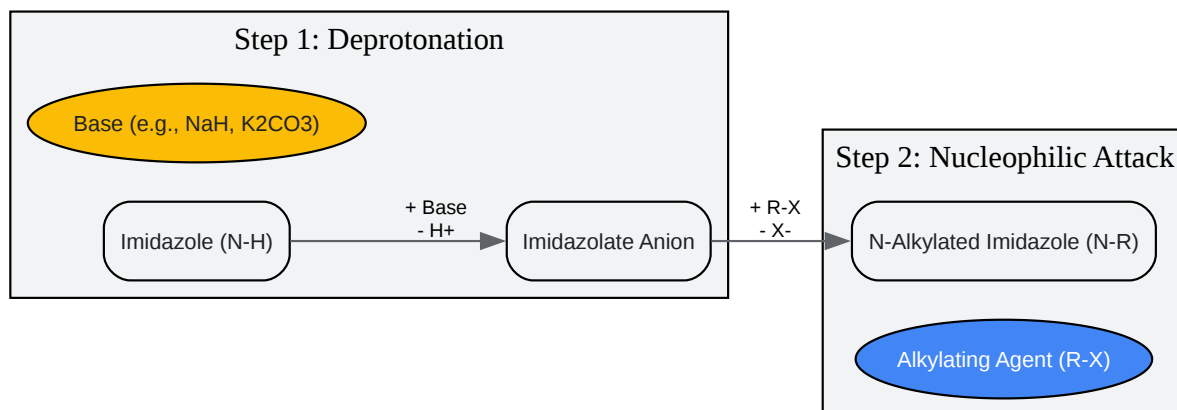 Step 1: Deprotonation
Base (e.g., NaH, K2CO3)
Imidazole (N-H)
+ Base
- H+
Imidazolate Anion
+ R-X
- X-
Step 2: Nucleophilic Attack
N-Alkylated Imidazole (N-R)
Alkylating Agent (R-X)